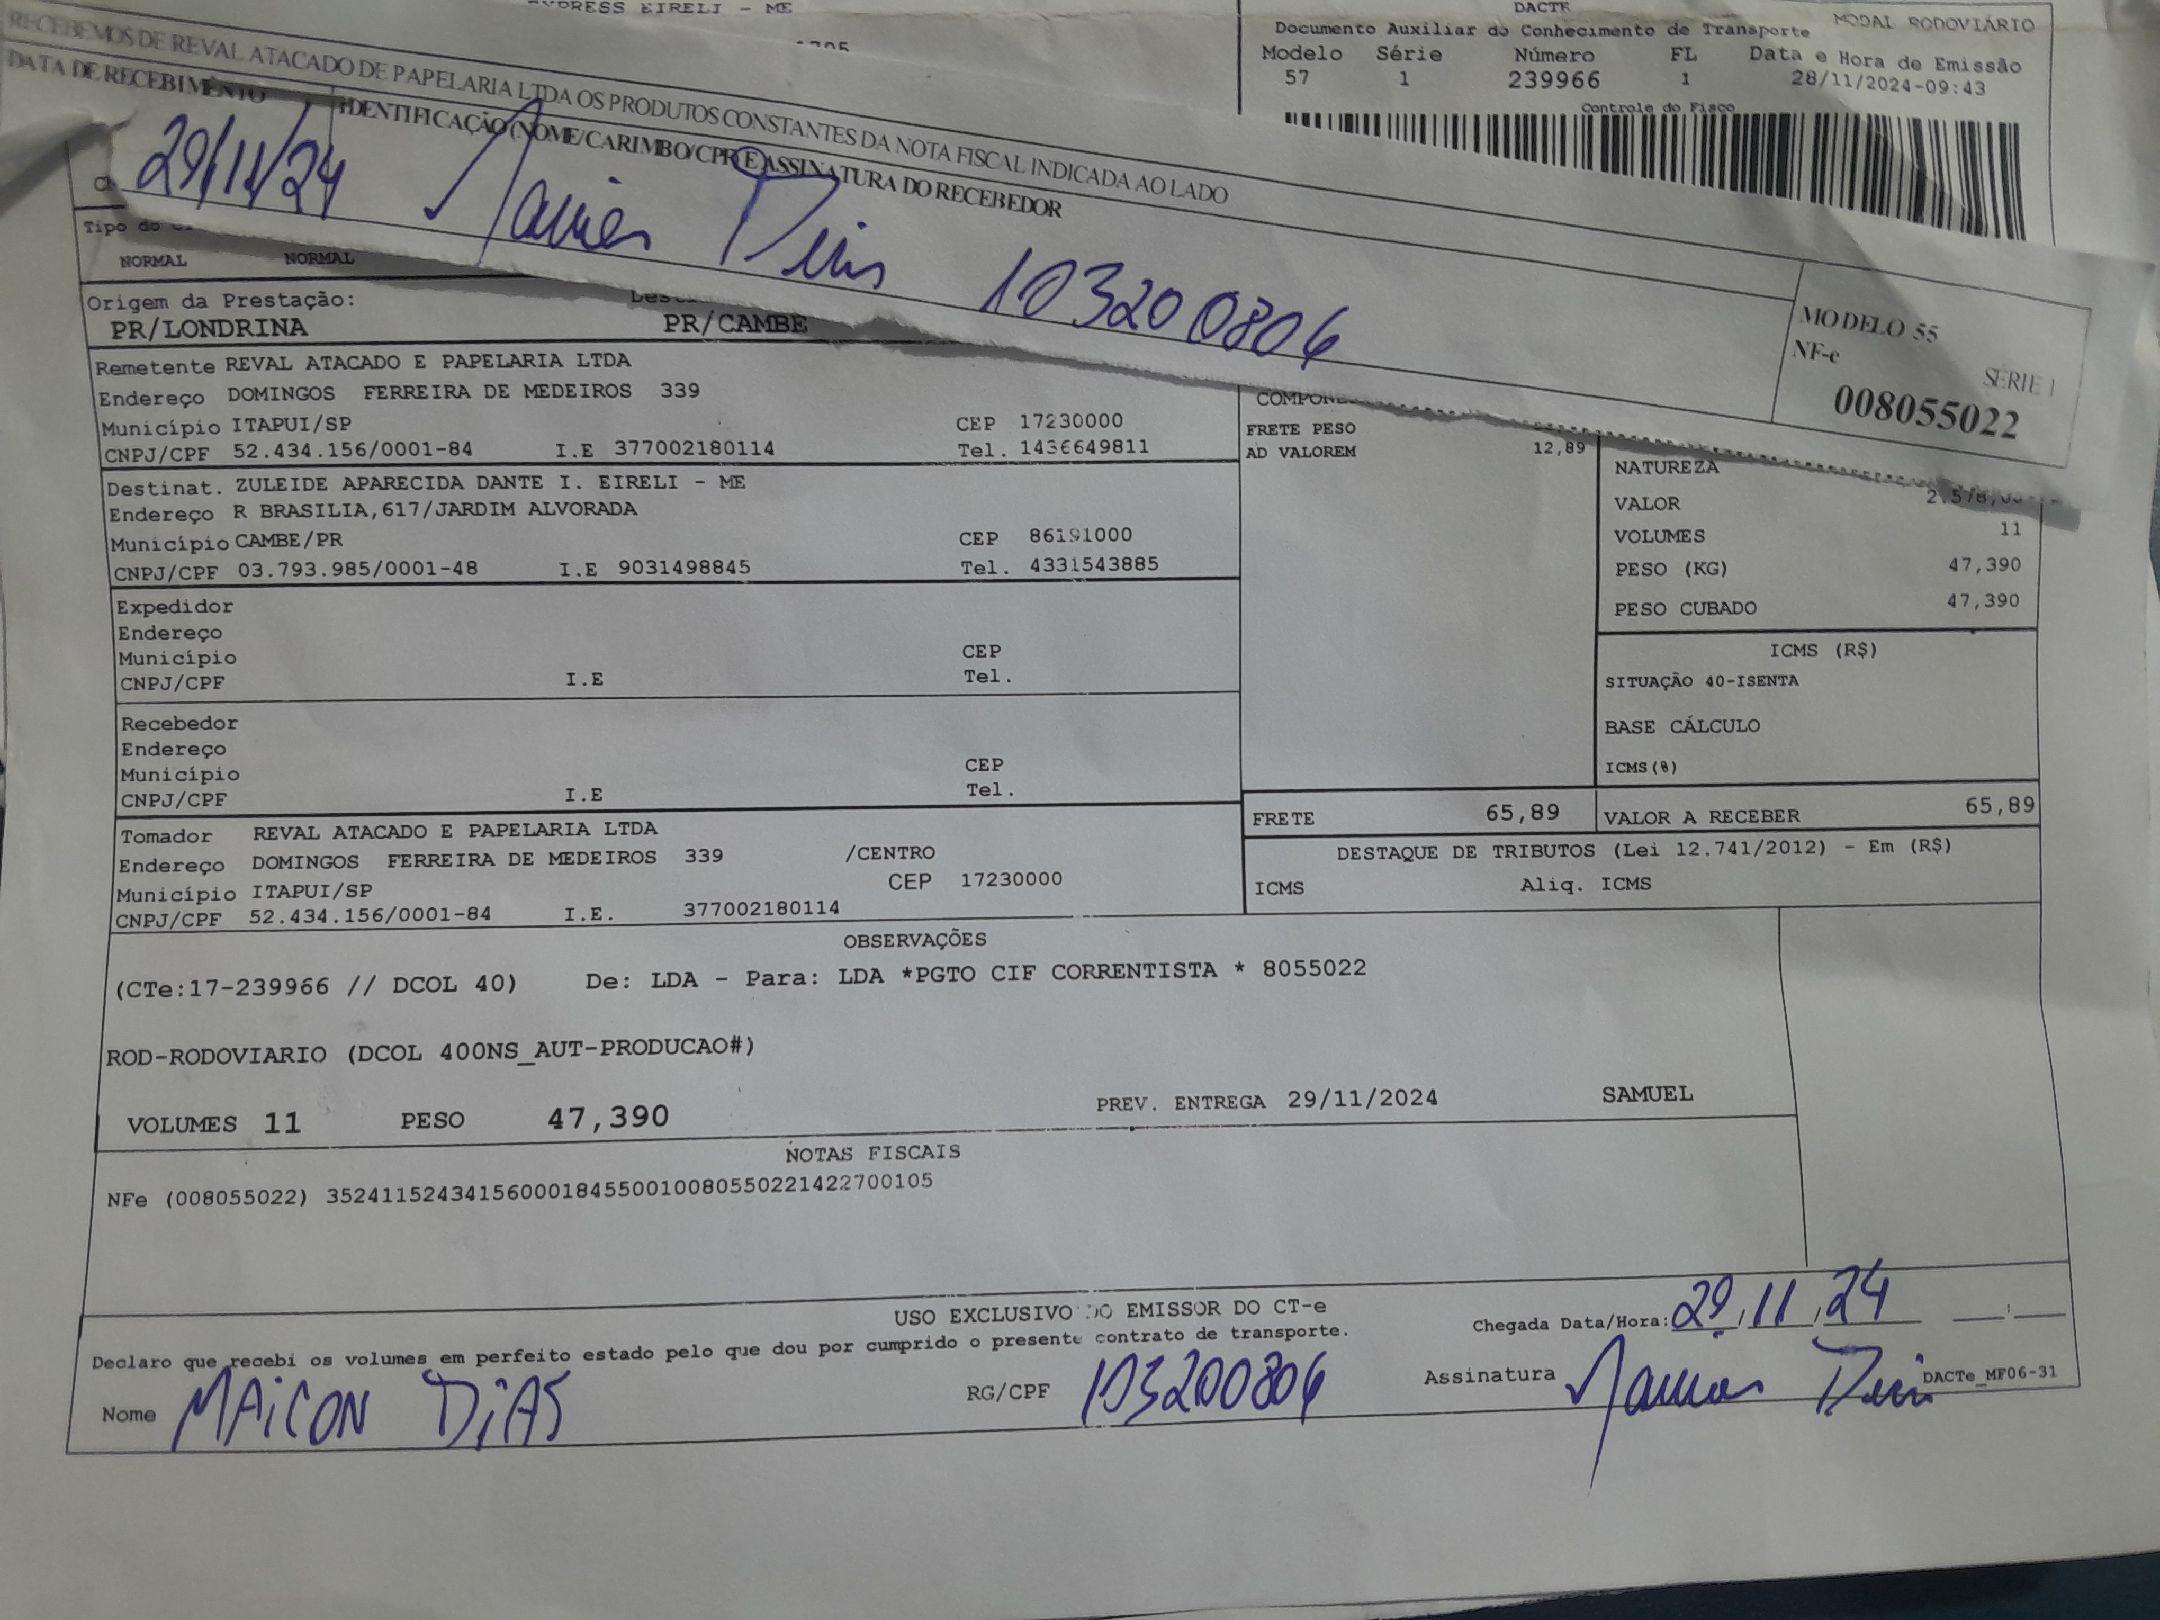 EIRELI - ME
DACTE
MODAL RODOVIÁRIO
Documento Auxiliar do Conhecimento de Transporte
Modelo Série Número FL Data e Hora de Emissão
57 1 239966 1 28/11/2024-09:43
Controle do Fisco
RECEBEMOS DE REVAL ATACADO DE PAPELARIA LTDA OS PRODUTOS CONSTANTES DA NOTA FISCAL INDICADA AO LADO
DATA DE RECEBIMENTO IDENTIFICAÇÃO (NOME/CARIMBO/CPF) E ASSINATURA DO RECEBEDOR
29/11/24 103200806
MODELO 55
NF-e SÉRIE 1
008055022
Tipo do
NORMAL NORMAL
Origem da Prestação:
PR/LONDRINA PR/CAMBE
Remetente REVAL ATACADO E PAPELARIA LTDA
Endereço DOMINGOS FERREIRA DE MEDEIROS 339
Município ITAPUI/SP CEP 17230000
CNPJ/CPF 52.434.156/0001-84 I.E 377002180114 Tel. 1436649811
Destinat. ZULEIDE APARECIDA DANTE I. EIRELI - ME
Endereço R BRASILIA,617/JARDIM ALVORADA
Município CAMBE/PR CEP 86191000
CNPJ/CPF 03.793.985/0001-48 I.E 9031498845 Tel. 4331543885
Expedidor
Endereço
Município CEP
CNPJ/CPF I.E Tel.
Recebedor
Endereço
Município CEP
CNPJ/CPF I.E Tel.
Tomador REVAL ATACADO E PAPELARIA LTDA
Endereço DOMINGOS FERREIRA DE MEDEIROS 339 /CENTRO
Município ITAPUI/SP CEP 17230000
CNPJ/CPF 52.434.156/0001-84 I.E. 377002180114
FRETE PESO
AD VALOREM 12,89
NATUREZA
VALOR
VOLUMES 11
PESO (KG) 47,390
PESO CUBADO 47,390
ICMS (R$)
SITUAÇÃO 40-ISENTA
BASE CÁLCULO
ICMS(%)
FRETE 65,89 VALOR A RECEBER 65,89
DESTAQUE DE TRIBUTOS (Lei 12.741/2012) - Em (R$)
ICMS Aliq. ICMS
OBSERVAÇÕES
(CTe:17-239966 // DCOL 40) De: LDA - Para: LDA *PGTO CIF CORRENTISTA * 8055022
ROD-RODOVIARIO (DCOL 400NS_AUT-PRODUCAO#)
VOLUMES 11 PESO 47,390 PREV. ENTREGA 29/11/2024 SAMUEL
NOTAS FISCAIS
NFe (008055022) 35241152434156000184550010080550221422700105
USO EXCLUSIVO DO EMISSOR DO CT-e
Declaro que recebi os volumes em perfeito estado pelo que dou por cumprido o presente contrato de transporte.
Chegada Data/Hora: 29/11/24 __:__
Nome MAICON DIAS RG/CPF 103200806 Assinatura DACTe_MF06-31